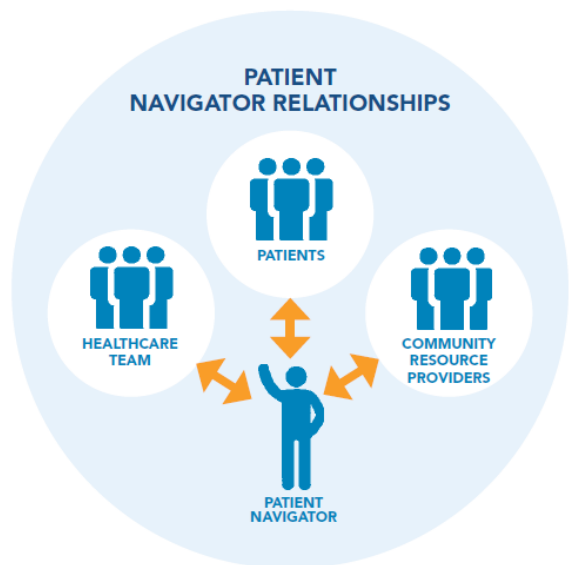 PATIENT
NAVIGATOR RELATIONSHIPS
PATIENTS
HEALTHCARE
TEAM
COMMUNITY
RESOURCE
PROVIDERS
PATIENT
NAVIGATOR